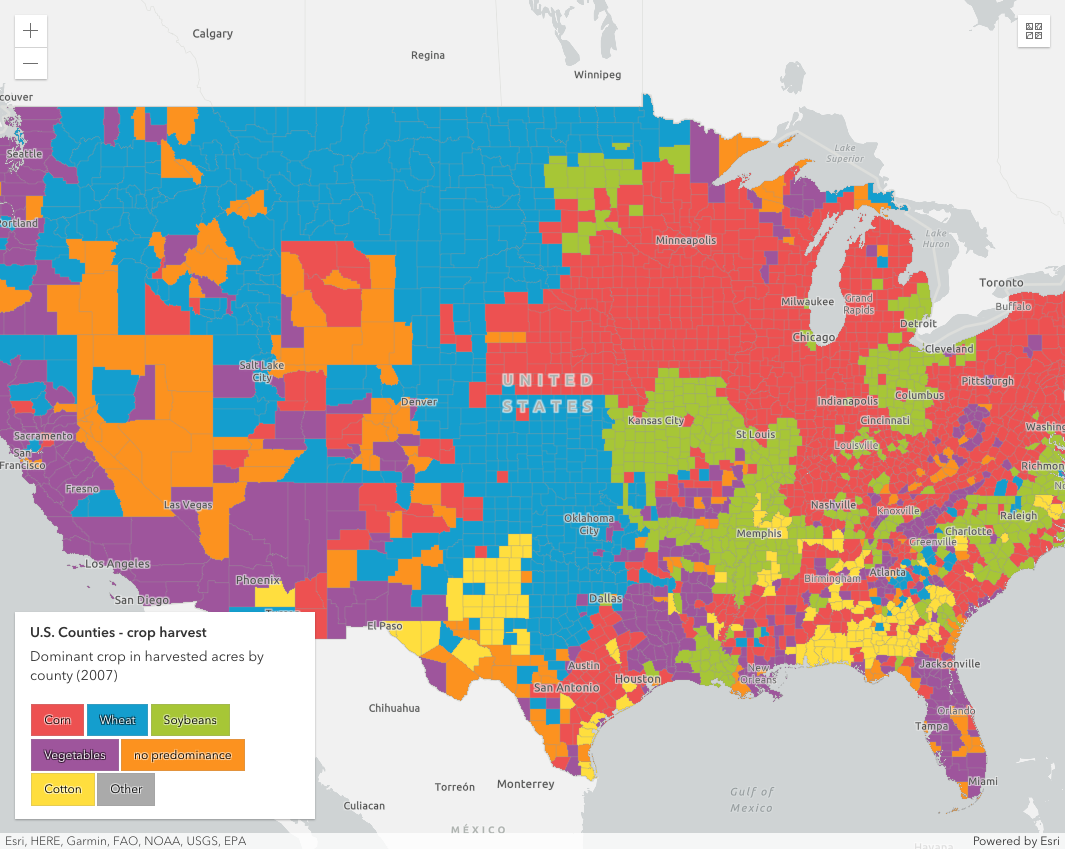 Calgary
Regina
Winnipeg
couver
Seattle
Portland
Lake
Superior
Minneapolis
Lake
Huron
Toronto
Milwaukee
Grand
Rapids
Buffalo
Detroit
Chicago
Cleveland
Salt Lake
City
UNITED
STATES
Pittsburgh
Denver
Indianapolis
Columbus
Kansas City
Cincinnati
Washing
Sacramento
St Louis
Louisville
San
Francisco
Richmon
Fresno
No
Las Vegas
Nashville
Knoxville
Oklahoma
City
Raleigh
Memphis
Charlotte
Greenville
Los Angeles
Atlanta
Phoenix
Birmingham
San Diego
Dallas
El Paso
U.S. Counties - crop harvest
Dominant crop in harvested acres by
county (2007)
Corn
Wheat
Soybeans
Vegetables
no predominance
Cotton
Other
Austin
Jacksonville
New
Orleans
Houston
San Antonio
Chihuahua
Orlando
Tampa
Miami
Monterrey
Torreón
Gulf of
Mexico
Culiacan
MÉXICO
Esri, HERE, Garmin, FAO, NOAA, USGS, EPA
Powered by Esri